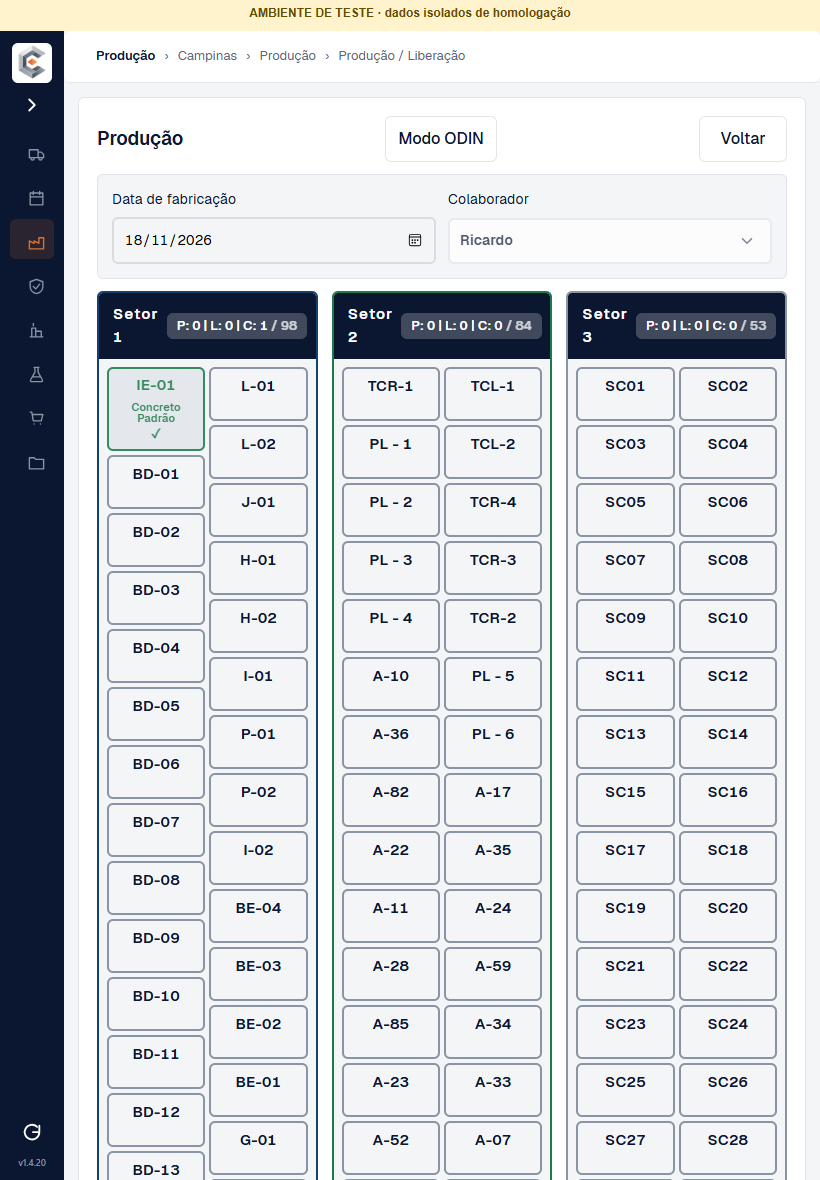 AMBIENTE DE TESTE · dados isolados de homologação
Produção › Campinas › Produção › Produção / Liberação
Produção
Modo ODIN
Voltar
Data de fabricação
18/11/2026
Colaborador
Ricardo
Setor 1
P: 0 | L: 0 | C: 1 / 98
IE-01
Concreto
Padrão
✓
BD-01
BD-02
BD-03
BD-04
BD-05
BD-06
BD-07
BD-08
BD-09
BD-10
BD-11
BD-12
BD-13
L-01
L-02
J-01
H-01
H-02
I-01
P-01
P-02
I-02
BE-04
BE-03
BE-02
BE-01
G-01
Setor 2
P: 0 | L: 0 | C: 0 / 84
TCR-1 TCL-1
PL - 1 TCL-2
PL - 2 TCR-4
PL - 3 TCR-3
PL - 4 TCR-2
A-10 PL - 5
A-36 PL - 6
A-82 A-17
A-22 A-35
A-11 A-24
A-28 A-59
A-85 A-34
A-23 A-33
A-52 A-07
Setor 3
P: 0 | L: 0 | C: 0 / 53
SC01 SC02
SC03 SC04
SC05 SC06
SC07 SC08
SC09 SC10
SC11 SC12
SC13 SC14
SC15 SC16
SC17 SC18
SC19 SC20
SC21 SC22
SC23 SC24
SC25 SC26
SC27 SC28
v1.4.20